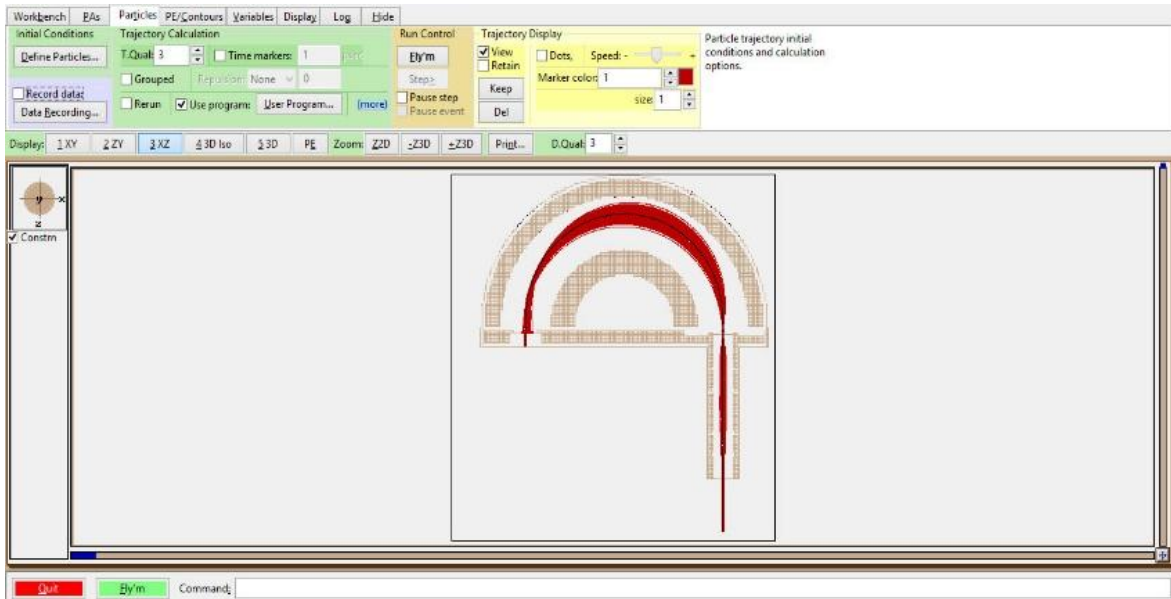 Workbench PAs Particles PE/Contours Variables Display Log Hide
Initial Conditions Trajectory Calculation Run Control Trajectory Display
Define Particles... T.Qual: 3 Time markers: 1 Fly'm View Dots, Speed: - + Particle trajectory initial
Retain conditions and calculation
options.
Grouped Repulsion: None 0 Step> Keep Marker color: 1
Record data: Rerun Use program: User Program... (more) Pause step size: 1
Data Recording... Pause event Del
Display: 1 XY 2 ZY 3 XZ 4 3D Iso 5 3D PE Zoom: Z2D -Z3D +Z3D Print... D.Qual: 3
y x
z
Constrn
Quit Fly'm Command: